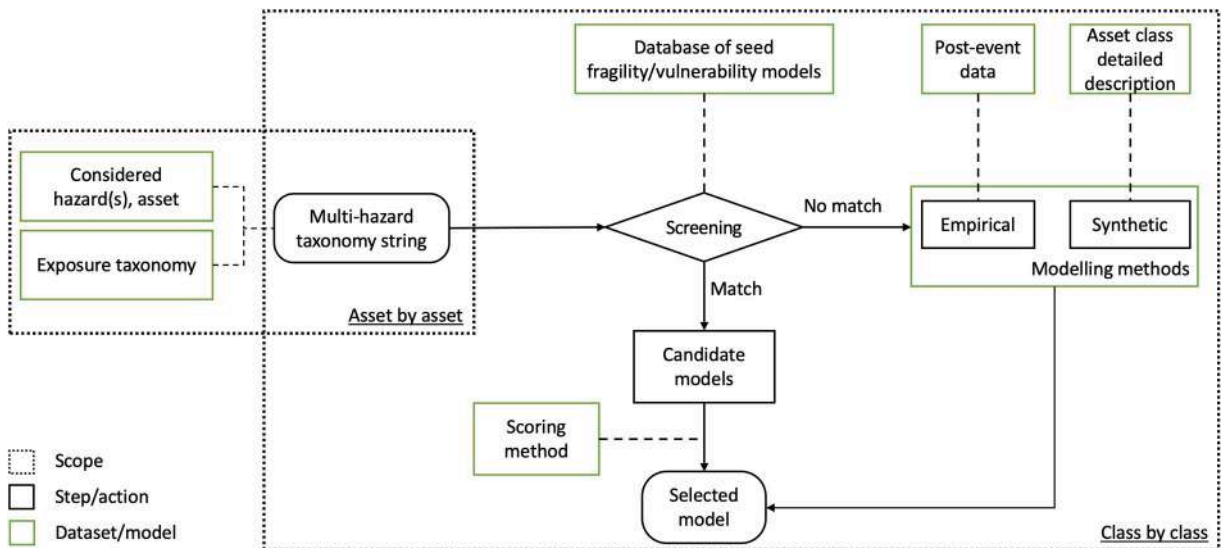 Database of seed
fragility/vulnerability models
Post-event
data
Asset class
detailed
description
Considered
hazard(s), asset
Exposure taxonomy
Multi-hazard
taxonomy string
Asset by asset
Screening
No match
Match
Empirical
Synthetic
Modelling methods
Candidate
models
Scoring
method
Selected
model
Class by class
Scope
Step/action
Dataset/model